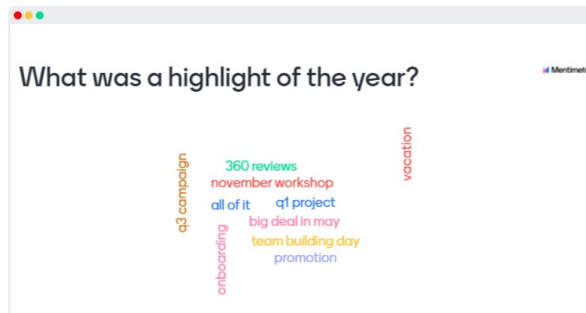 What was a highlight of the year?
Mentimet
vacation
q3 campaign
360 reviews
november workshop
all of it
q1 project
big deal in may
onboarding
team building day
promotion